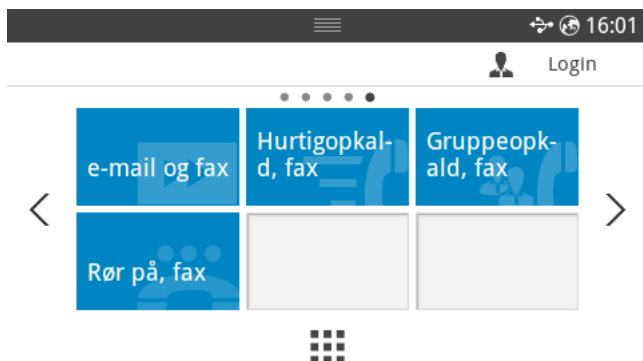 16:01
Login
e-mail og fax
Hurtigopkal-
d, fax
Gruppeopk-
ald, fax
Rør på, fax